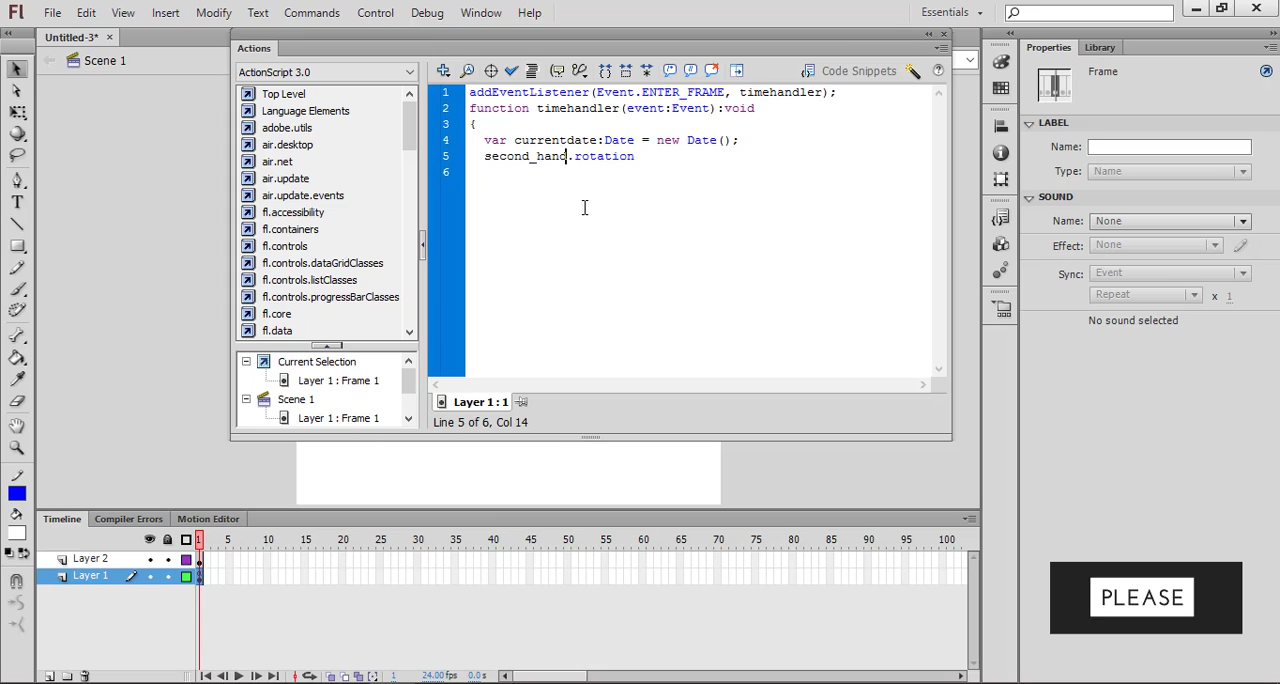 Fl File Edit View Insert Modify Text Commands Control Debug Window Help Essentials
Untitled-3*
Scene 1
Actions
ActionScript 3.0
Code Snippets
Top Level
Language Elements
adobe.utils
air.desktop
air.net
air.update
air.update.events
fl.accessibility
fl.containers
fl.controls
fl.controls.dataGridClasses
fl.controls.listClasses
fl.controls.progressBarClasses
fl.core
fl.data
Current Selection
Layer 1 : Frame 1
Scene 1
Layer 1 : Frame 1
1 addEventListener(Event.ENTER_FRAME, timehandler);
2 function timehandler(event:Event):void
3 {
4 var currentdate:Date = new Date();
5 second_hand.rotation
6
Layer 1 : 1
Line 5 of 6, Col 14
Properties Library
Frame
LABEL
Name:
Type: Name
SOUND
Name: None
Effect: None
Sync: Event
Repeat x 1
No sound selected
Timeline Compiler Errors Motion Editor
1 5 10 15 20 25 30 35 40 45 50 55 60 65 70 75 80 85 90 95 100
Layer 2
Layer 1
1 24.00 fps 0.0 s
PLEASE